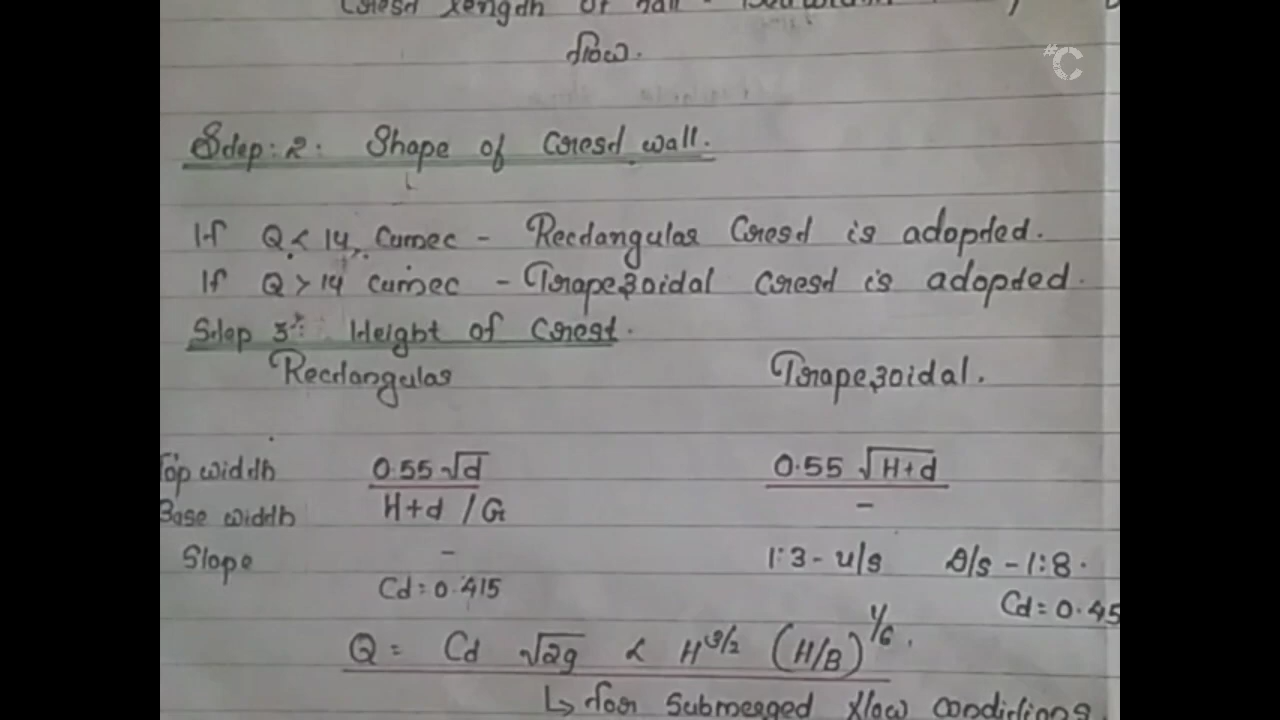 Crest Length of
flow.
#C
Step: 2: Shape of Crest wall.
If Q < 14, Cumec - Rectangular Crest is adopted.
If Q > 14 cumec - Trapezoidal crest is adopted.
Step 3: Height of Crest.
Rectangular Trapezoidal.
Top width 0.55 √d 0.55 √H+d
Base width H+d / G -
Slope - 1:3 - u/s D/s - 1:8.
Cd = 0.415 Cd = 0.45
Q = Cd √2g L H^3/2 (H/B)^1/6.
↳ for submerged flow conditions